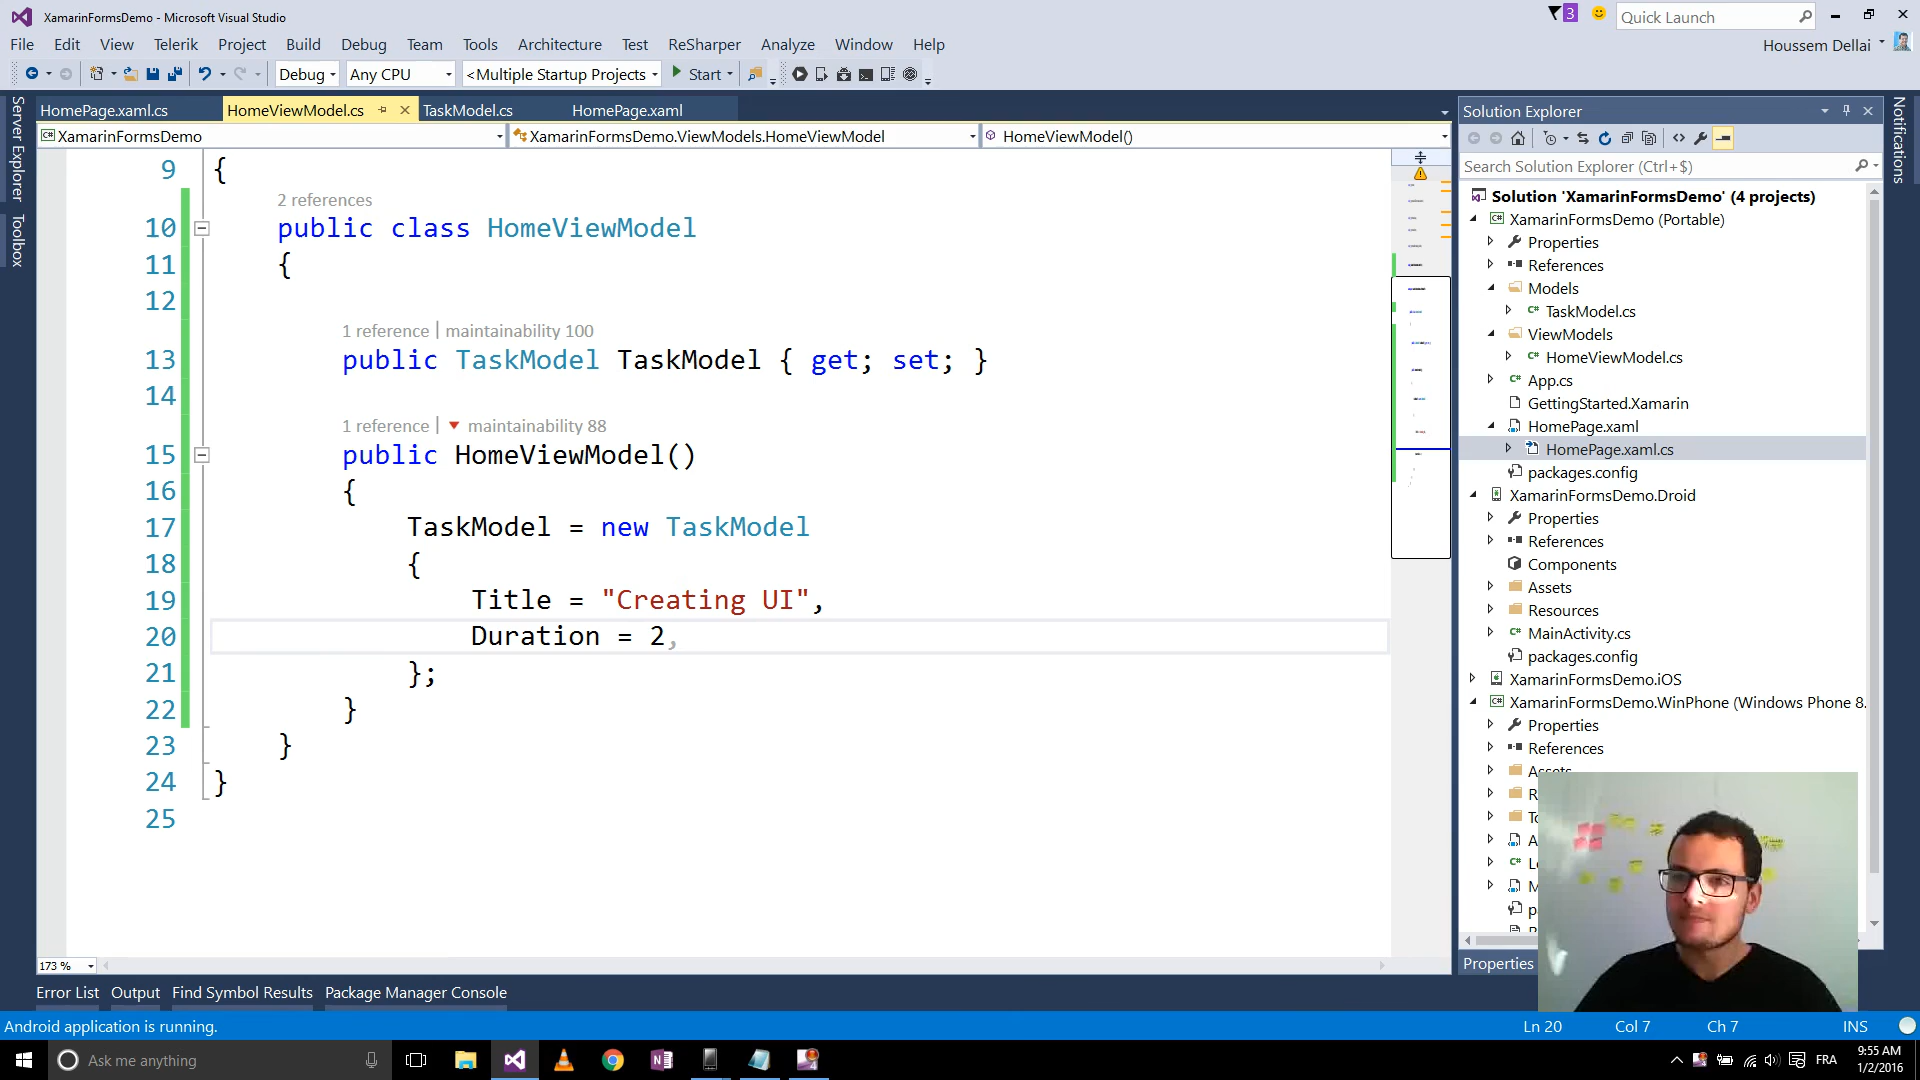 XamarinFormsDemo - Microsoft Visual Studio
3
Quick Launch
File Edit View Telerik Project Build Debug Team Tools Architecture Test ReSharper Analyze Window Help
Houssem Dellai
Debug Any CPU <Multiple Startup Projects Start
Server Explorer
Toolbox
HomePage.xaml.cs HomeViewModel.cs TaskModel.cs HomePage.xaml
XamarinFormsDemo XamarinFormsDemo.ViewModels.HomeViewModel HomeViewModel()
9 {
2 references
10 public class HomeViewModel
11 {
12
1 reference | maintainability 100
13 public TaskModel TaskModel { get; set; }
14
1 reference | maintainability 88
15 public HomeViewModel()
16 {
17 TaskModel = new TaskModel
18 {
19 Title = "Creating UI",
20 Duration = 2,
21 };
22 }
23 }
24 }
25
173 %
Solution Explorer
Search Solution Explorer (Ctrl+$)
Solution 'XamarinFormsDemo' (4 projects)
XamarinFormsDemo (Portable)
Properties
References
Models
TaskModel.cs
ViewModels
HomeViewModel.cs
App.cs
GettingStarted.Xamarin
HomePage.xaml
HomePage.xaml.cs
packages.config
XamarinFormsDemo.Droid
Properties
References
Components
Assets
Resources
MainActivity.cs
packages.config
XamarinFormsDemo.iOS
XamarinFormsDemo.WinPhone (Windows Phone 8.
Properties
References
Assets
Properties
Notifications
Error List Output Find Symbol Results Package Manager Console
Android application is running.
Ln 20 Col 7 Ch 7 INS
Ask me anything
FRA
9:55 AM
1/2/2016